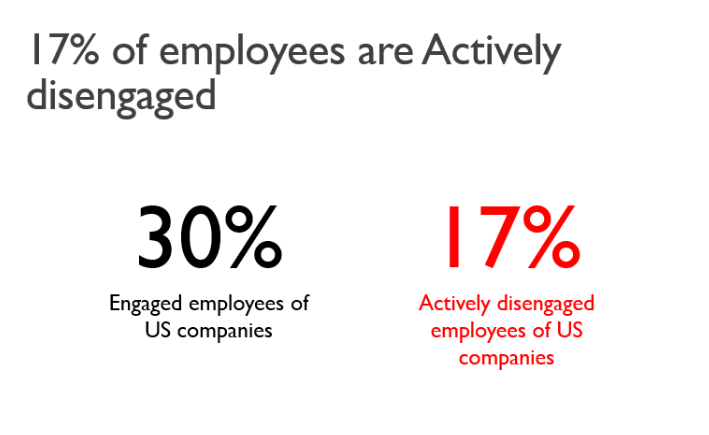 17% of employees are Actively
disengaged
30%
Engaged employees of
US companies
17%
Actively disengaged
employees of US
companies